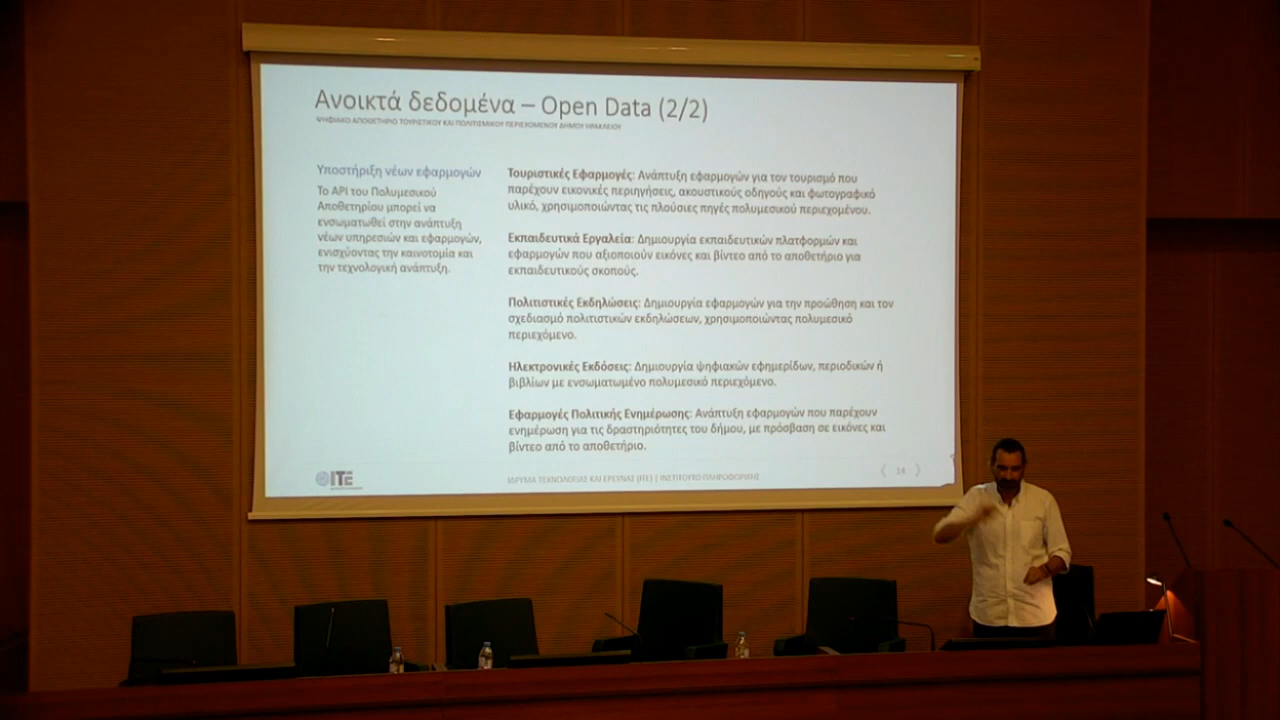 Ανοικτά δεδομένα – Open Data (2/2)
ΨΗΦΙΑΚΟ ΑΠΟΘΕΤΗΡΙΟ ΤΟΥΡΙΣΤΙΚΟΥ ΚΑΙ ΠΟΛΙΤΙΣΜΙΚΟΥ ΠΕΡΙΕΧΟΜΕΝΟΥ ΔΗΜΟΥ ΗΡΑΚΛΕΙΟΥ
Υποστήριξη νέων εφαρμογών
Το API του Πολυμεσικού
Αποθετηρίου μπορεί να
ενσωματωθεί στην ανάπτυξη
νέων υπηρεσιών και εφαρμογών,
ενισχύοντας την καινοτομία και
την τεχνολογική ανάπτυξη.
Τουριστικές Εφαρμογές: Ανάπτυξη εφαρμογών για τον τουρισμό που
παρέχουν εικονικές περιηγήσεις, ακουστικούς οδηγούς και φωτογραφικό
υλικό, χρησιμοποιώντας τις πλούσιες πηγές πολυμεσικού περιεχομένου.
Εκπαιδευτικά Εργαλεία: Δημιουργία εκπαιδευτικών πλατφορμών και
εφαρμογών που αξιοποιούν εικόνες και βίντεο από το αποθετήριο για
εκπαιδευτικούς σκοπούς.
Πολιτιστικές Εκδηλώσεις: Δημιουργία εφαρμογών για την προώθηση και τον
σχεδιασμό πολιτιστικών εκδηλώσεων, χρησιμοποιώντας πολυμεσικό
περιεχόμενο.
Ηλεκτρονικές Εκδόσεις: Δημιουργία ψηφιακών εφημερίδων, περιοδικών ή
βιβλίων με ενσωματωμένο πολυμεσικό περιεχόμενο.
Εφαρμογές Πολιτικής Ενημέρωσης: Ανάπτυξη εφαρμογών που παρέχουν
ενημέρωση για τις δραστηριότητες του δήμου, με πρόσβαση σε εικόνες και
βίντεο από το αποθετήριο.
ΙΤΕ
ΙΔΡΥΜΑ ΤΕΧΝΟΛΟΓΙΑΣ ΚΑΙ ΕΡΕΥΝΑΣ (ΙΤΕ) | ΙΝΣΤΙΤΟΥΤΟ ΠΛΗΡΟΦΟΡΙΚΗΣ
14